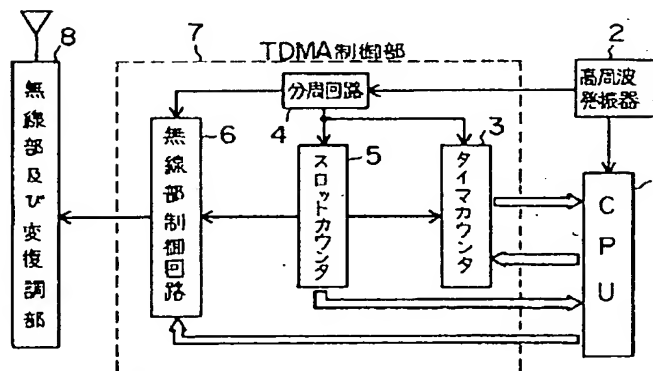 8
7
TDMA制御部
2
高周波
発振器
分周回路
4
6
5
3
無線部及び変復調部
無線部制御回路
スロットカウンタ
タイマカウンタ
CPU